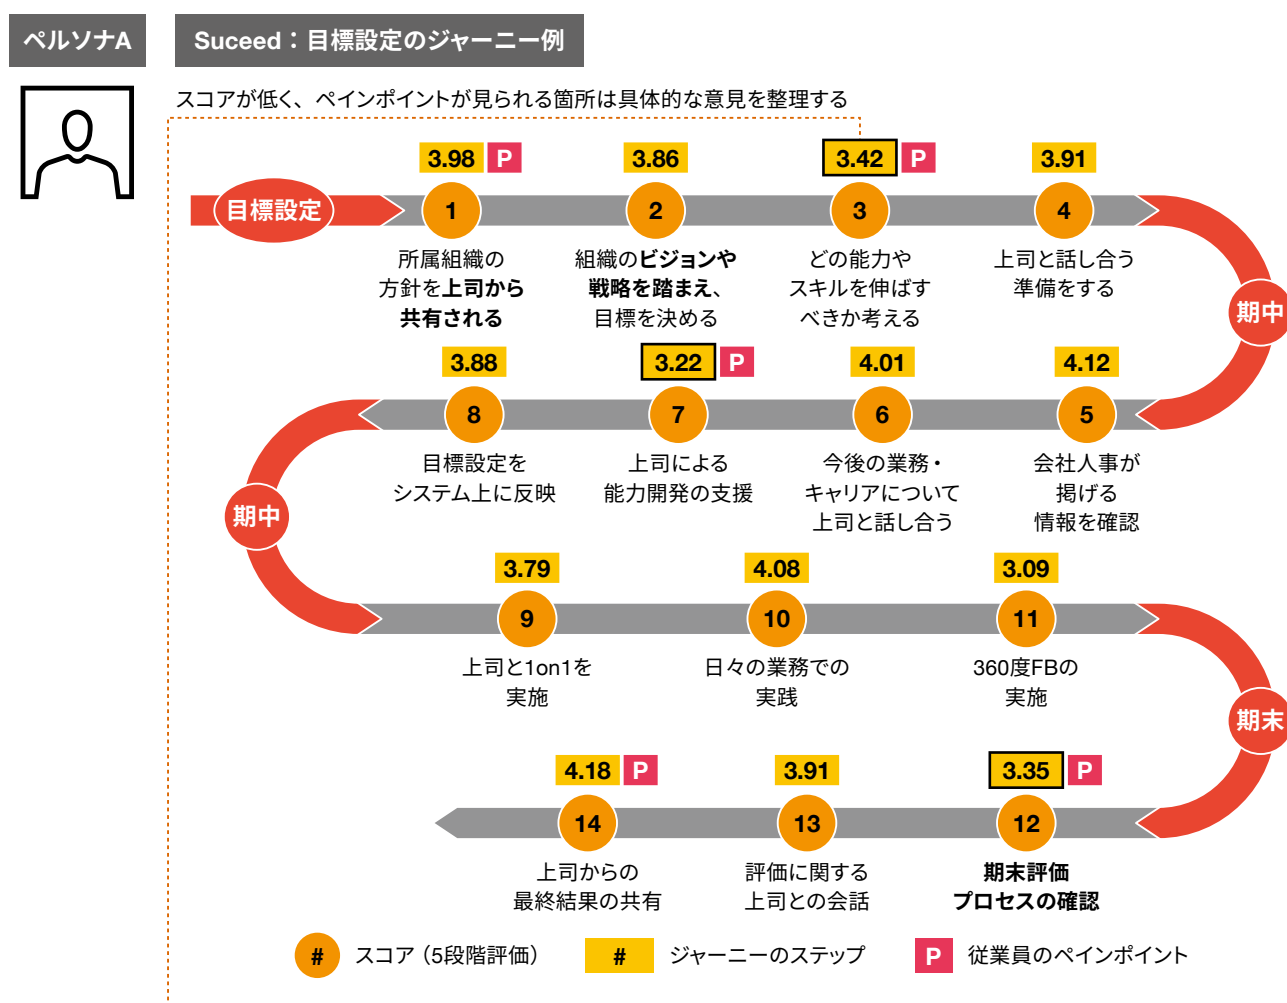 ペルソナA
Suceed：目標設定のジャーニー例
スコアが低く、ペインポイントが見られる箇所は具体的な意見を整理する
3.98 P
3.86
3.42 P
3.91
目標設定
1
2
3
4
所属組織の
方針を上司から
共有される
組織のビジョンや
戦略を踏まえ、
目標を決める
どの能力や
スキルを伸ばす
べきか考える
上司と話し合う
準備をする
期中
3.88
3.22 P
4.01
4.12
8
7
6
5
目標設定を
システム上に反映
上司による
能力開発の支援
今後の業務・
キャリアについて
上司と話し合う
会社人事が
掲げる
情報を確認
期中
3.79
4.08
3.09
9
10
11
上司と1on1を
実施
日々の業務での
実践
360度FBの
実施
期末
4.18 P
3.91
3.35 P
14
13
12
上司からの
最終結果の共有
評価に関する
上司との会話
期末評価
プロセスの確認
# スコア（5段階評価）
# ジャーニーのステップ
P 従業員のペインポイント